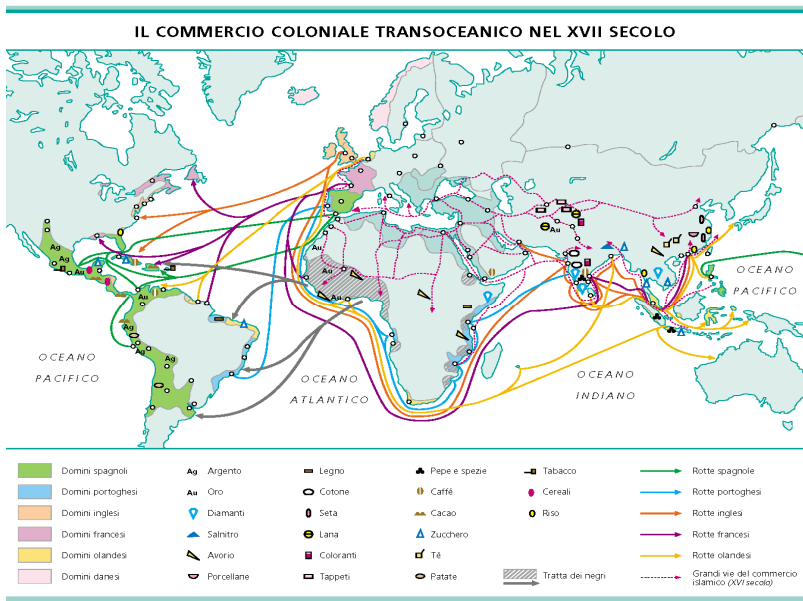 IL COMMERCIO COLONIALE TRANSOCEANICO NEL XVII SECOLO
Au
Au
Ag
Ag
Ag
Au
Au
Au
Au
Au
Ag
Ag
Ag
OCEANO
PACIFICO
OCEANO
PACIFICO
OCEANO
ATLANTICO
OCEANO
INDIANO
Domini spagnoli
Domini portoghesi
Domini inglesi
Domini francesi
Domini olandesi
Domini danesi
Ag Argento
Au Oro
Diamanti
Salnitro
Avorio
Porcellane
Legno
Cotone
Seta
Lana
Coloranti
Tappeti
Pepe e spezie
Caffé
Cacao
Zucchero
Té
Patate
Tabacco
Cereali
Riso
Tratta dei negri
Rotte spagnole
Rotte portoghesi
Rotte inglesi
Rotte francesi
Rotte olandesi
Grandi vie del commercio
islamico (XVI secolo)